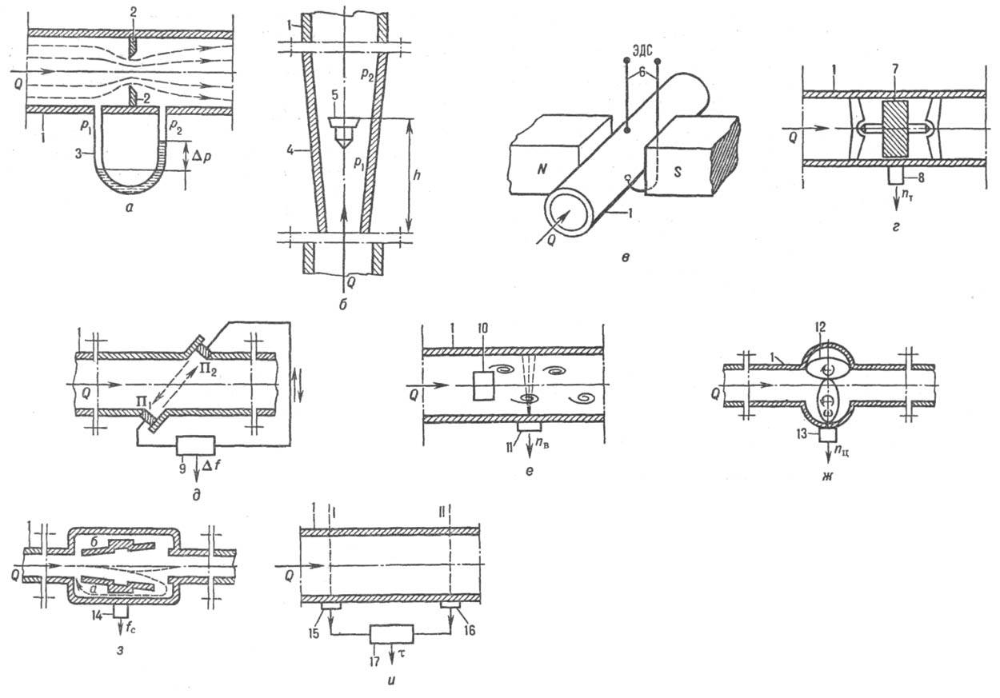 2
Q
2
1
p₁
p₂
3
Δp
а
1
p₂
5
4
p₁
h
Q
б
ЭДС
6
N
S
1
Q
в
1
7
Q
8
nт
г
1
П₂
Q
П₁
9
Δf
д
1
10
Q
11
nв
е
1
12
Q
13
nц
ж
1
б
Q
а
14
fс
з
1
I
II
Q
15
16
17
τ
и